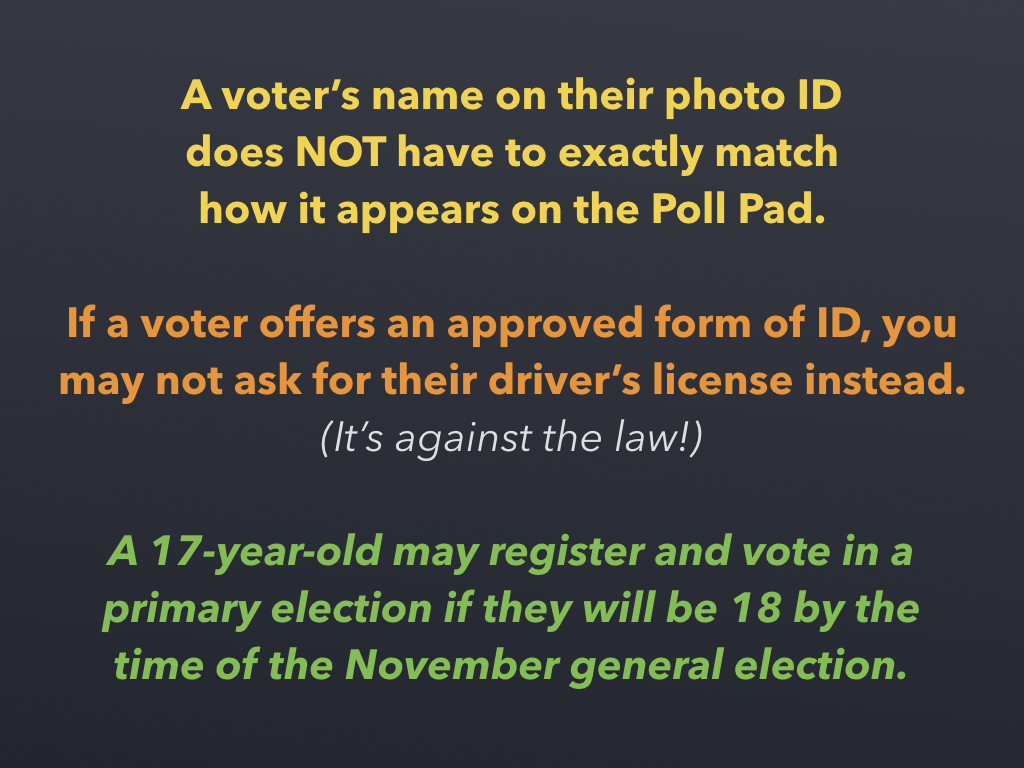 A voter’s name on their photo ID
does NOT have to exactly match
how it appears on the Poll Pad.
If a voter offers an approved form of ID, you
may not ask for their driver’s license instead.
(It’s against the law!)
A 17-year-old may register and vote in a
primary election if they will be 18 by the
time of the November general election.